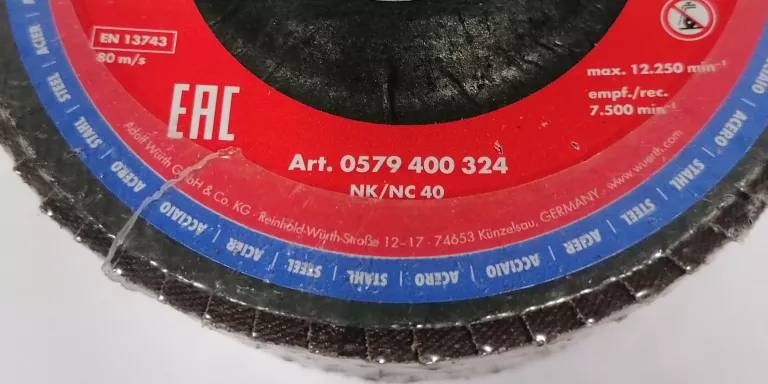 EN 13743
80 m/s
EAC
max. 12.250 min⁻¹
empf./rec.
7.500 min⁻¹
Art. 0579 400 324
NK/NC 40
Adolf Würth GmbH & Co. KG · Reinhold-Würth-Straße 12–17 · 74653 Künzelsau, GERMANY · www.wuerth.com
ACIER | STEEL | STAHL | ACERO | ACCIAIO | ACIER | STEEL | STAHL | ACERO | ACCIAIO | ACIER | STEEL | STAHL | ACERO | ACCIAIO